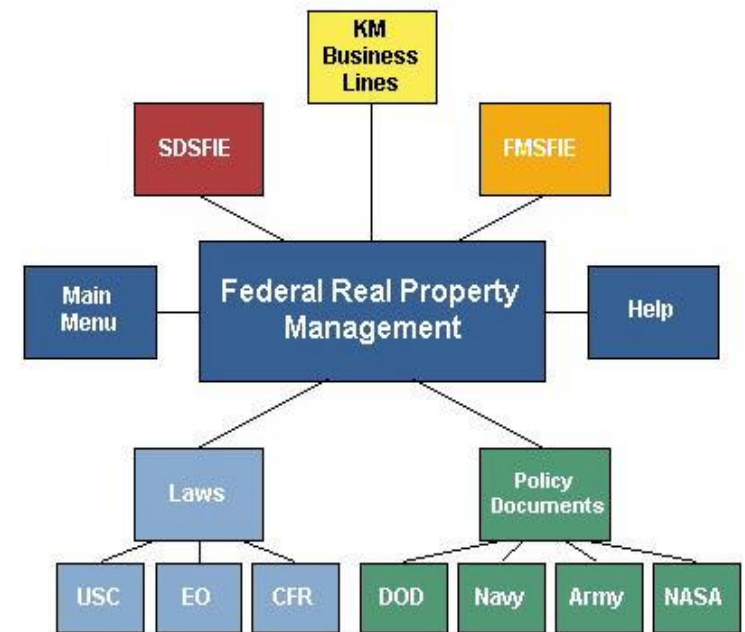 KM
Business
Lines
SDSFIE
FMSFIE
Main
Menu
Federal Real Property
Management
Help
Laws
Policy
Documents
USC
EO
CFR
DOD
Navy
Army
NASA